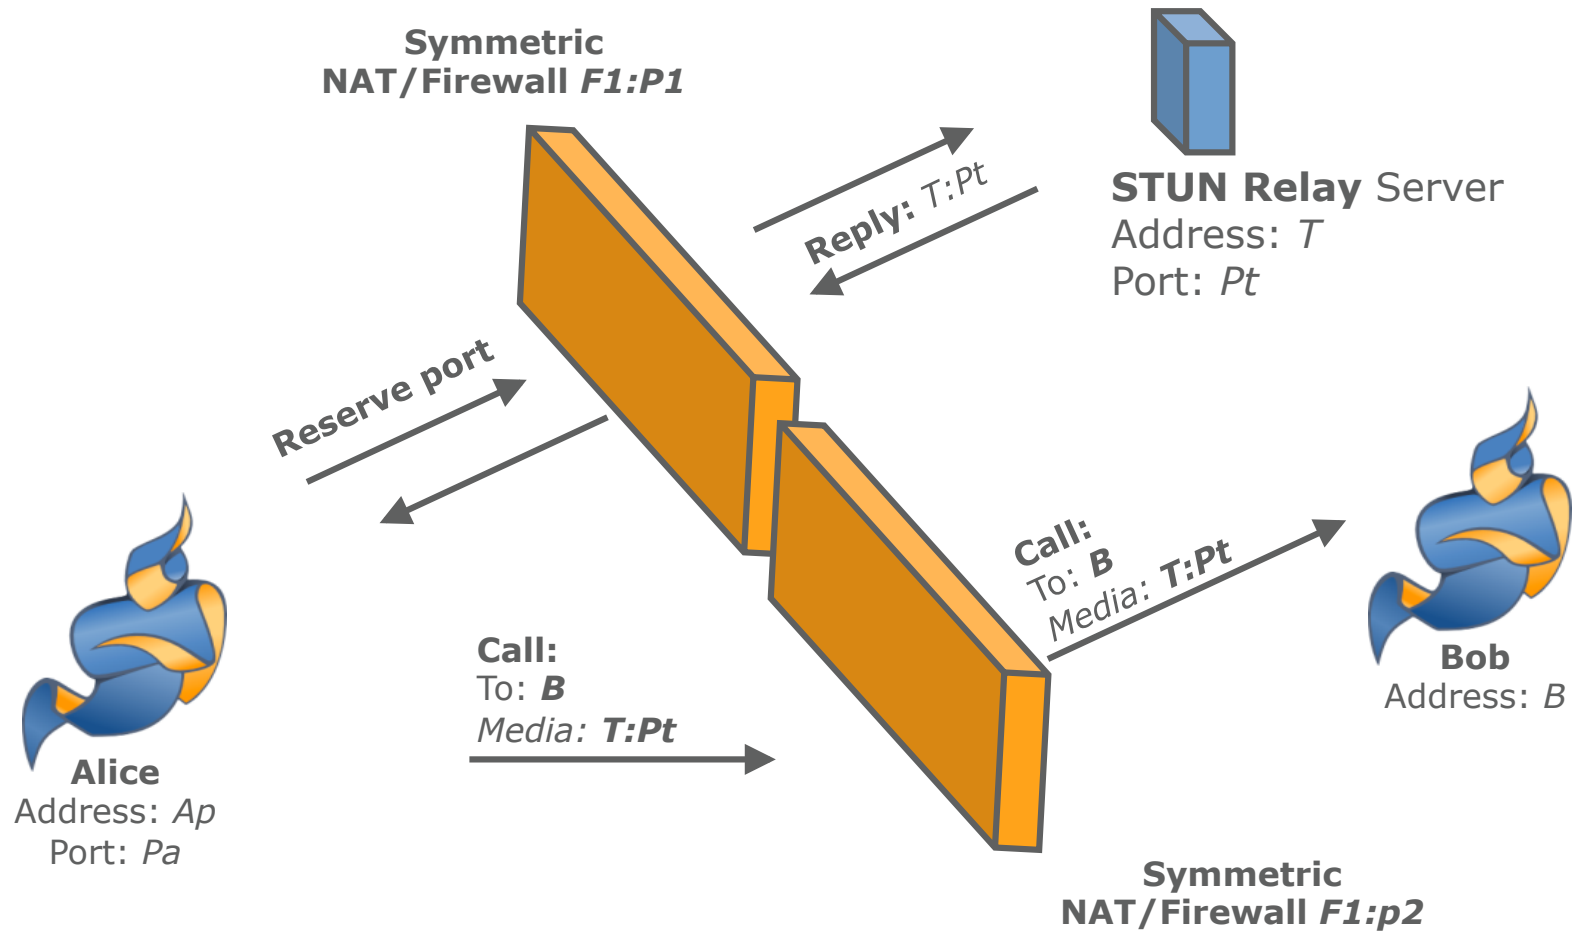 Symmetric
NAT/Firewall F1:P1
Reply: T:Pt
STUN Relay Server
Address: T
Port: Pt
Reserve port
Call:
To: B
Media: T:Pt
Bob
Address: B
Call:
To: B
Media: T:Pt
Alice
Address: Ap
Port: Pa
Symmetric
NAT/Firewall F1:p2